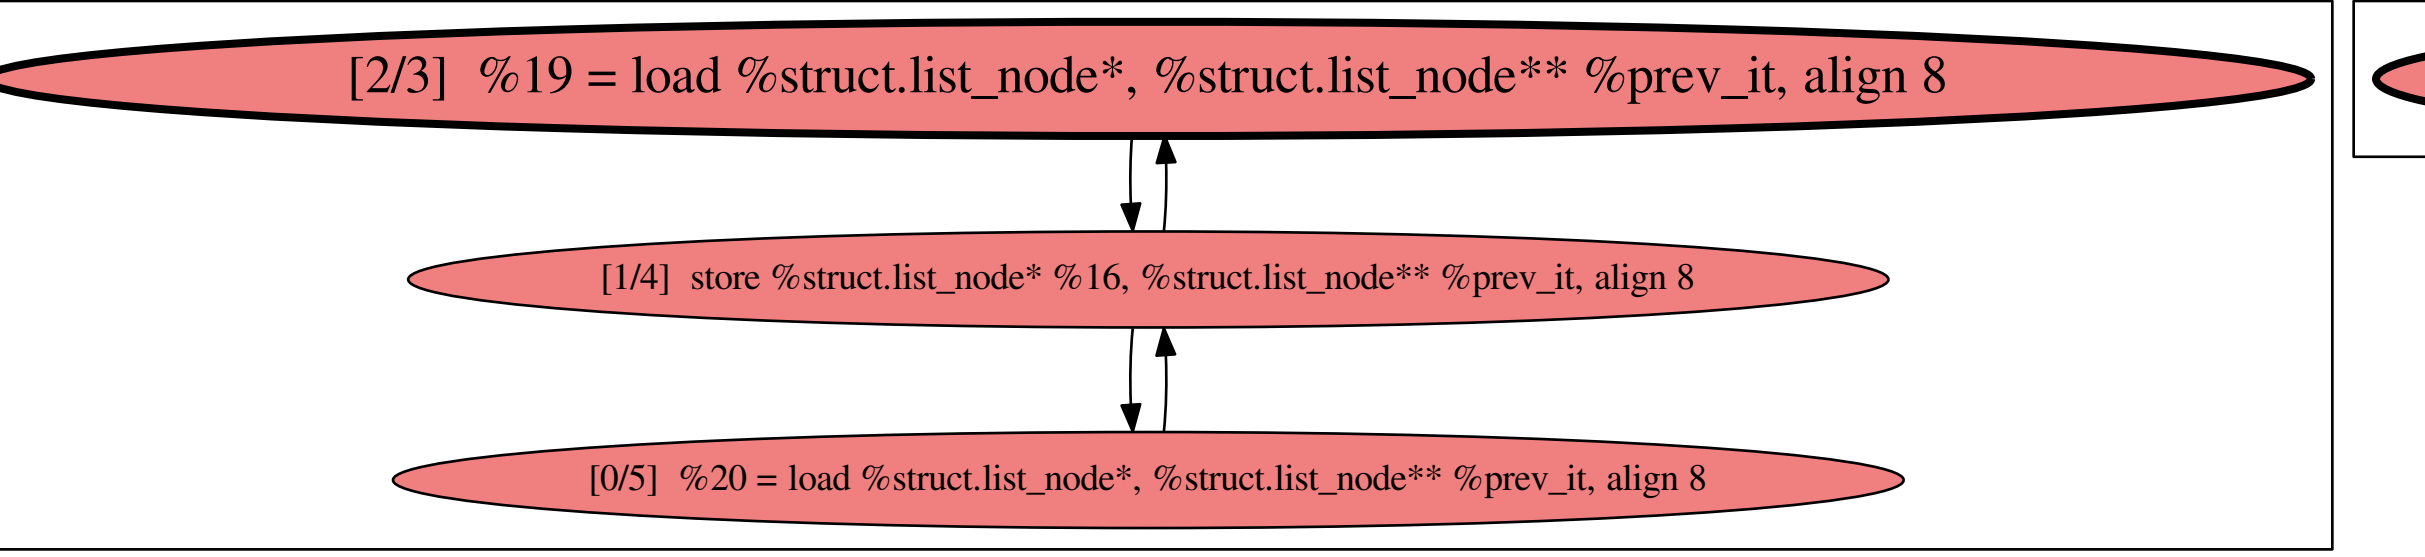 [2/3]  %19 = load %struct.list_node*, %struct.list_node** %prev_it, align 8
[1/4]  store %struct.list_node* %16, %struct.list_node** %prev_it, align 8
[0/5]  %20 = load %struct.list_node*, %struct.list_node** %prev_it, align 8